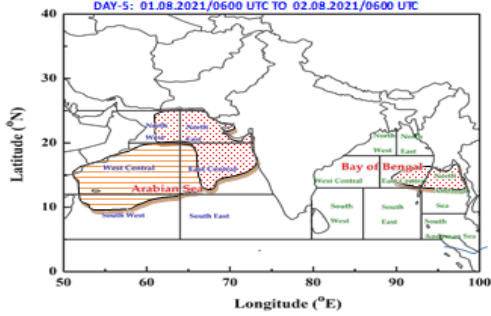 DAY-5: 01.08.2021/0600 UTC TO 02.08.2021/0600 UTC
40
30
20
10
0
50
60
70
80
90
100
Latitude (°N)
Longitude (°E)
North West
North East
West Central
East Central
Arabian Sea
South West
South East
North West
North East
Bay of Bengal
West Central
East Central
South West
South East
North
Sea
South
Andaman Sea